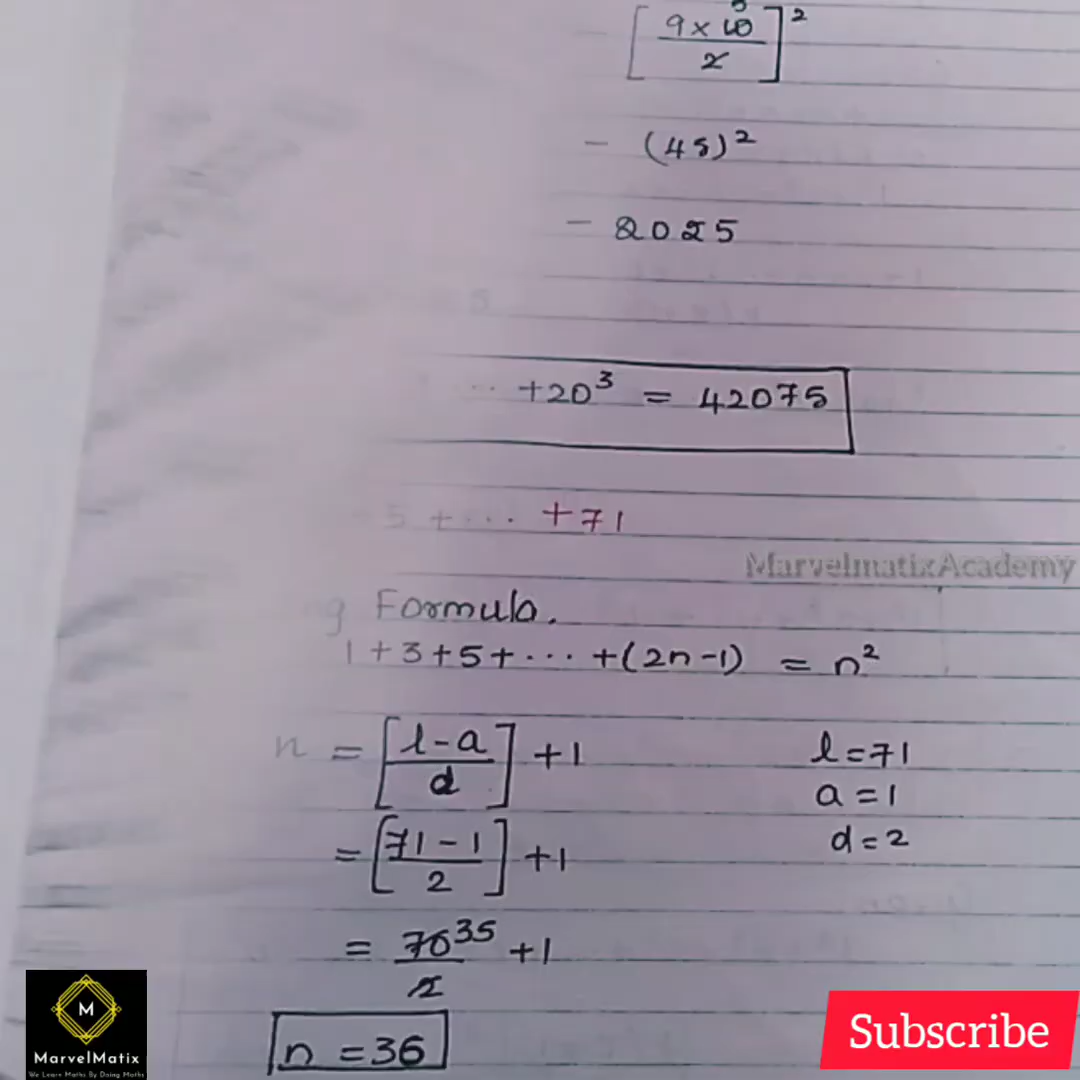 [9 × 10 / 2]²
- (45)²
- 2025
·· +20³ = 42075
5 + ··· +71
MarvelmatixAcademy
g Formula.
1+3+5+ ··· +(2n-1) = n²
n = [l-a / d] +1 l=71
a=1
= [71-1 / 2] +1 d=2
= 70 35 / 2 +1
n = 36
M
MarvelMatix
We Learn Maths By Doing Maths
Subscribe